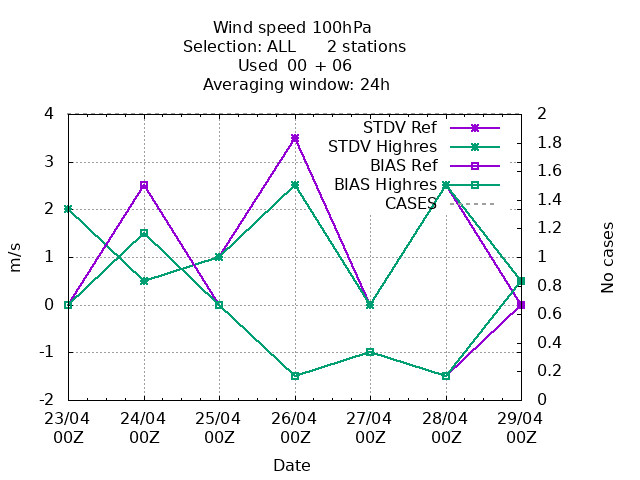 Wind speed 100hPa
Selection: ALL 2 stations
Used 00 + 06
Averaging window: 24h
STDV Ref
STDV Highres
BIAS Ref
BIAS Highres
CASES
4
3
2
1
0
-1
-2
m/s
2
1.8
1.6
1.4
1.2
1
0.8
0.6
0.4
0.2
0
No cases
23/04 24/04 25/04 26/04 27/04 28/04 29/04
00Z 00Z 00Z 00Z 00Z 00Z 00Z
Date